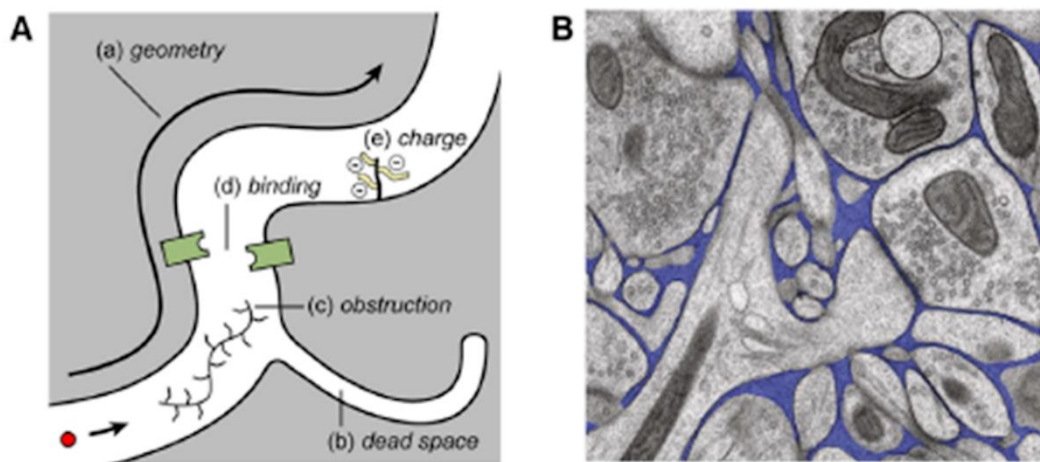 A
B
(a) geometry
(e) charge
(d) binding
(c) obstruction
(b) dead space